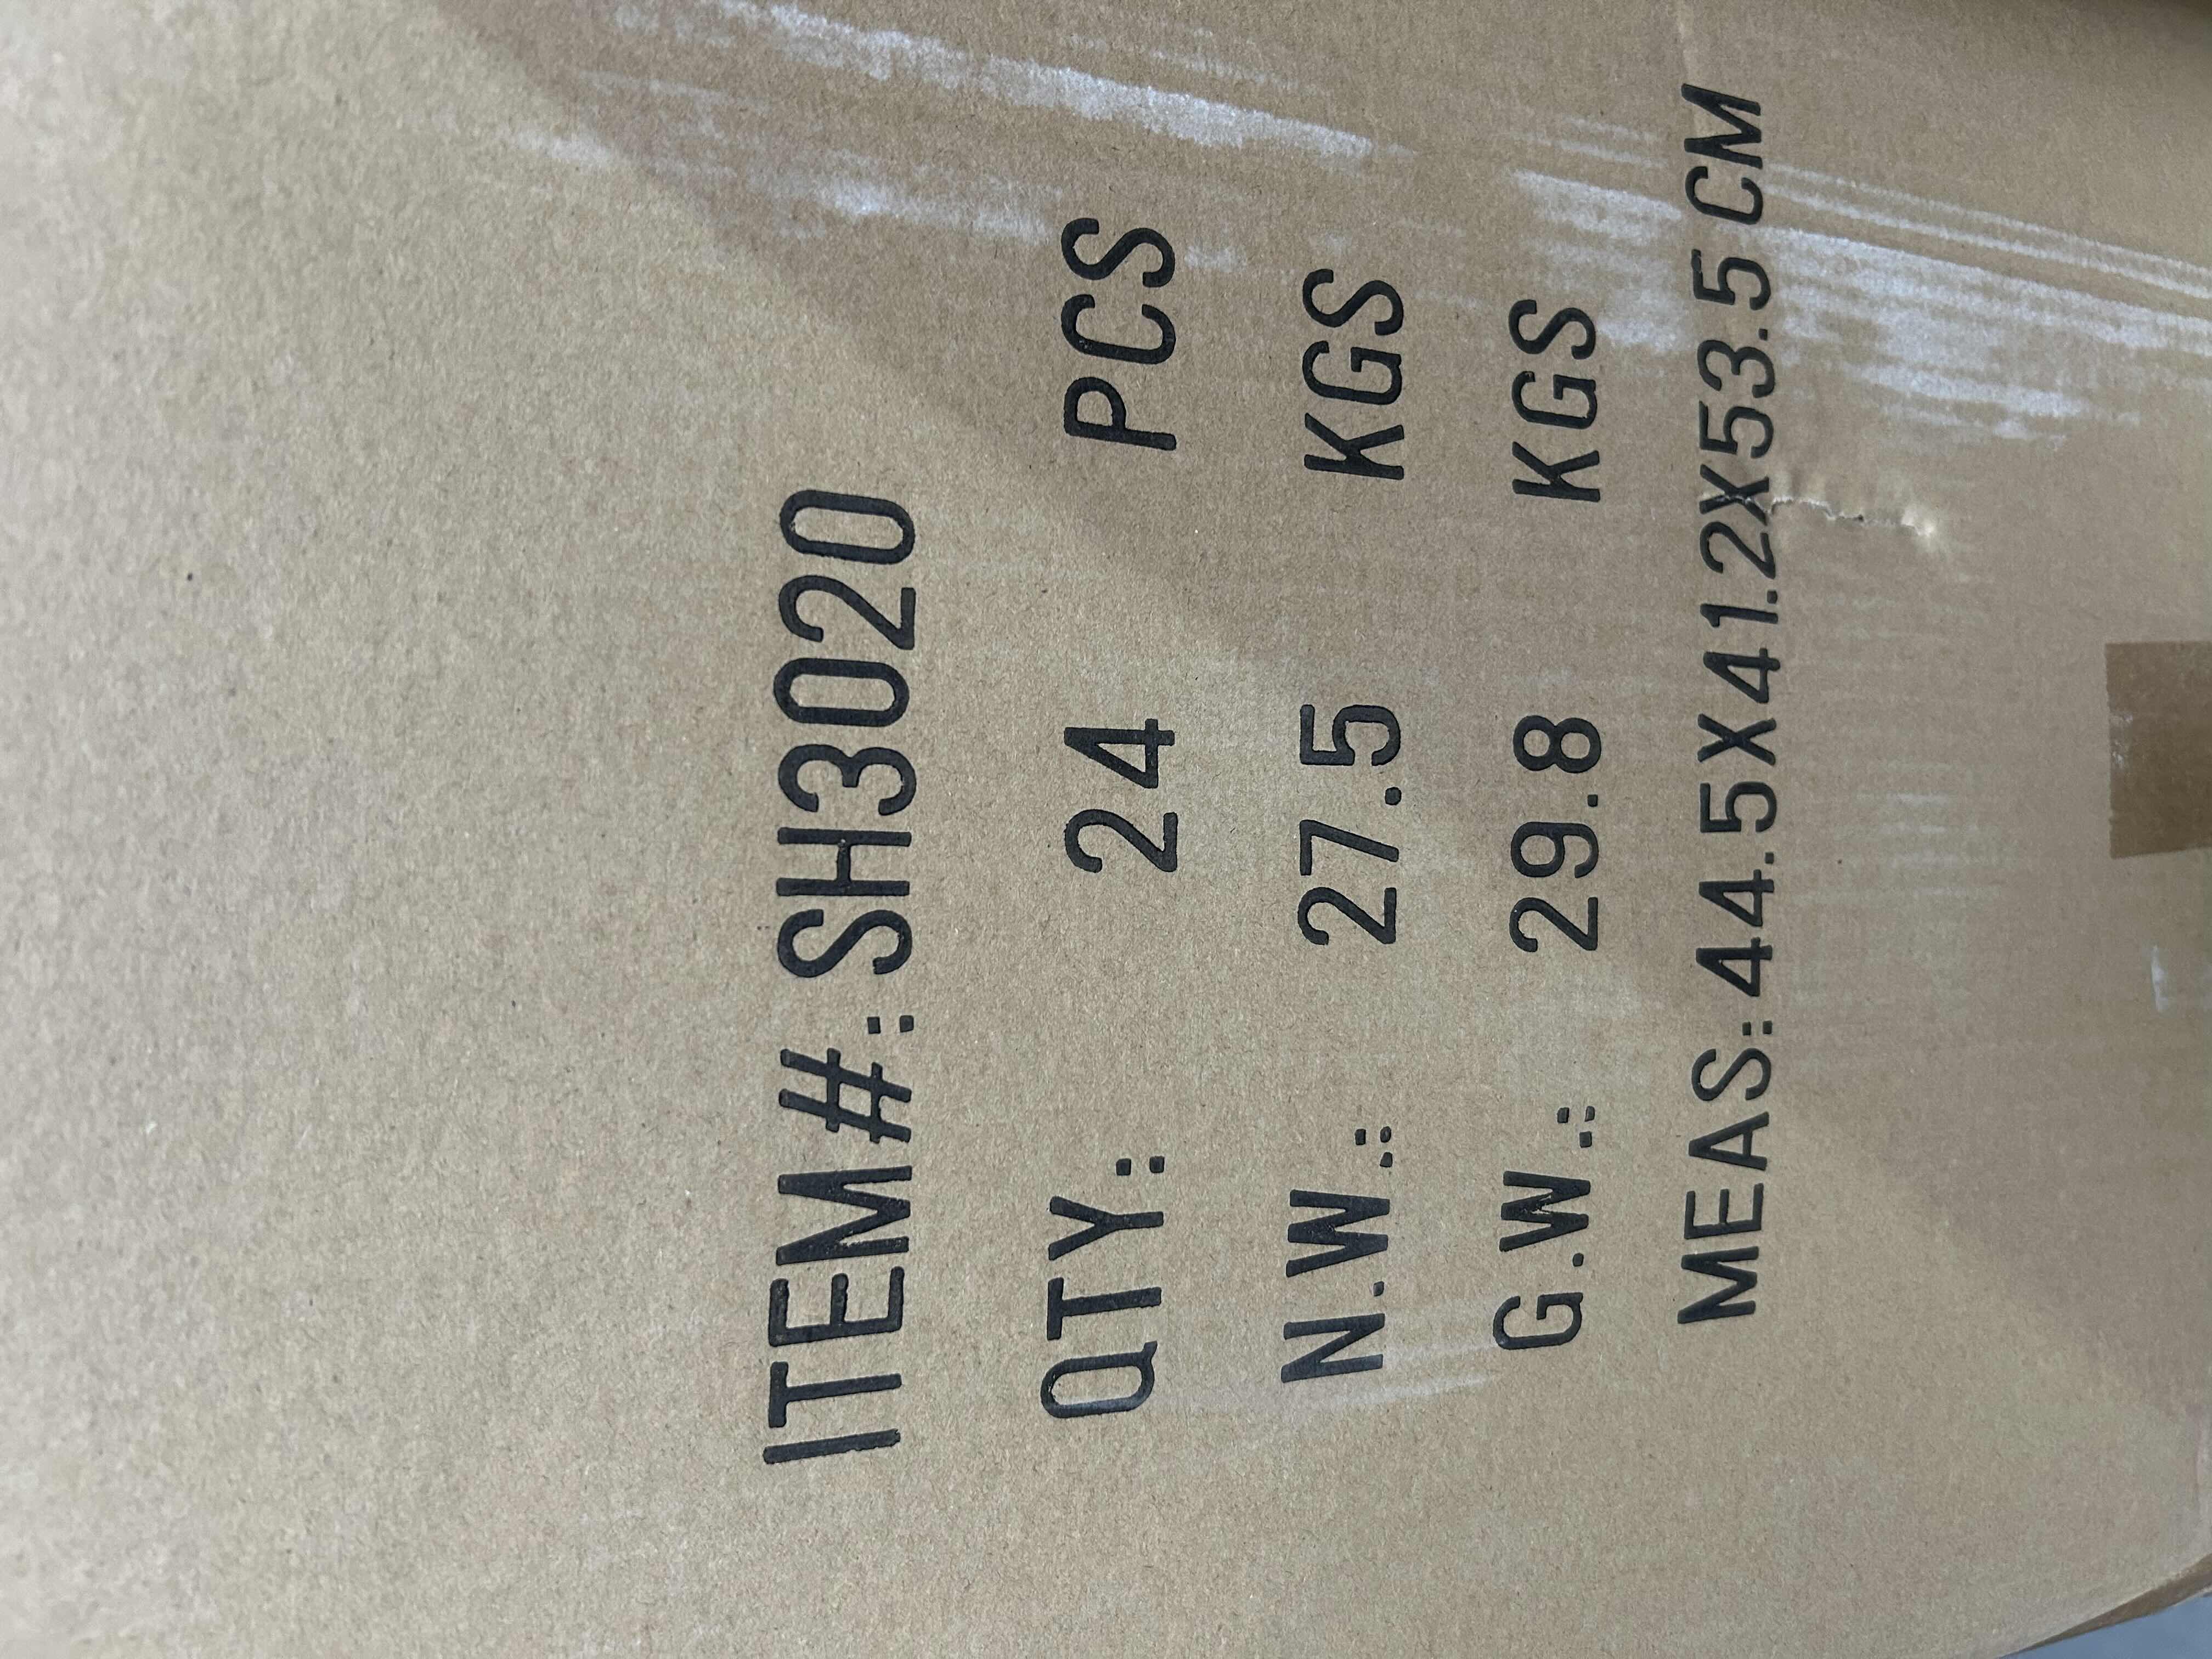 ITEM#:SH3020
QTY: 24 PCS
N.W.: 27.5 KGS
G.W.: 29.8 KGS
MEAS:44.5X41.2X53.5 CM